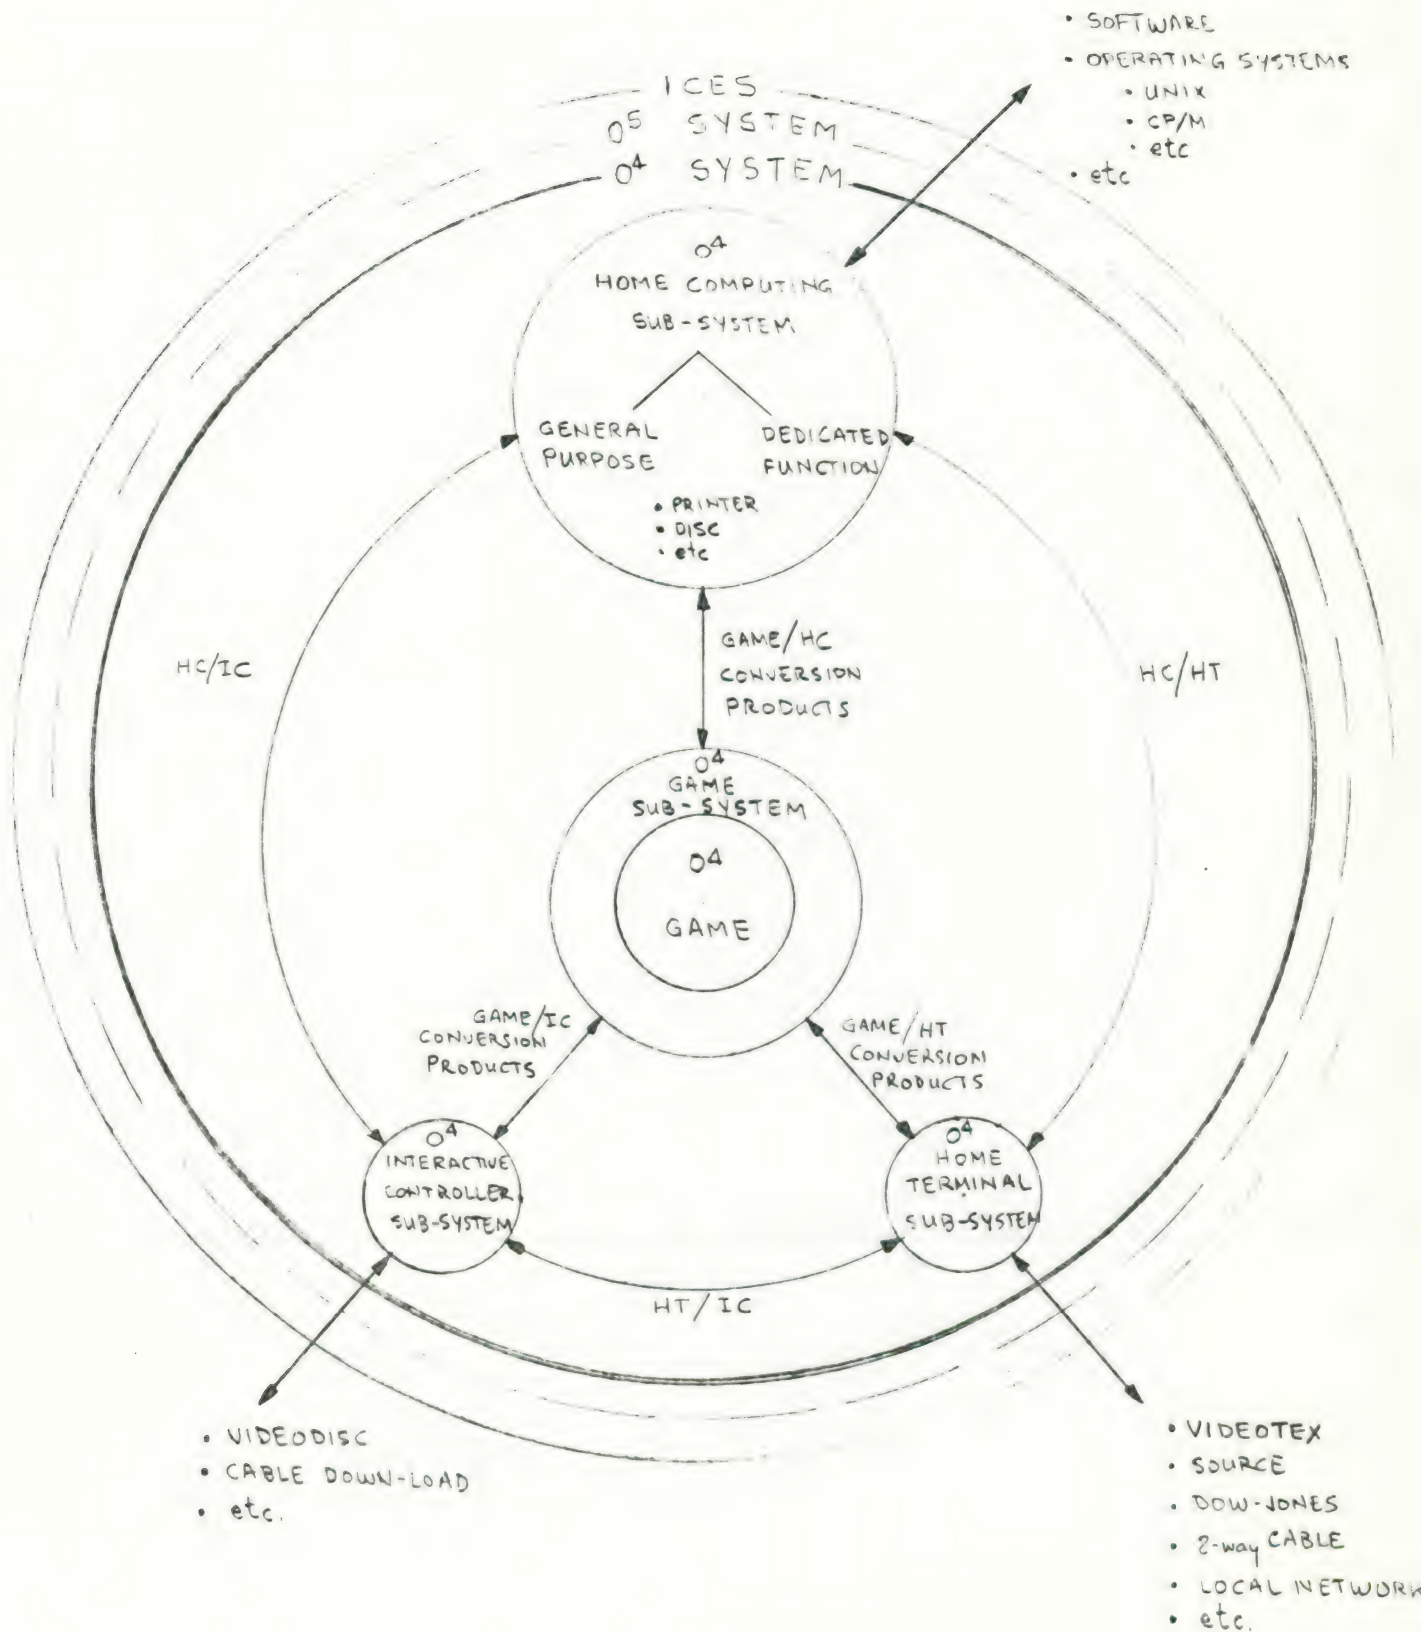 • SOFTWARE
• OPERATING SYSTEMS
• UNIX
• CP/M
• etc
• etc
ICES
O⁵ SYSTEM
O⁴ SYSTEM
O⁴
HOME COMPUTING
SUB-SYSTEM
GENERAL
PURPOSE
DEDICATED
FUNCTION
• PRINTER
• DISC
• etc
HC/IC
GAME/HC
CONVERSION
PRODUCTS
HC/HT
O⁴
GAME
SUB-SYSTEM
O⁴
GAME
GAME/IC
CONVERSION
PRODUCTS
GAME/HT
CONVERSION
PRODUCTS
O⁴
INTERACTIVE
CONTROLLER
SUB-SYSTEM
O⁴
HOME
TERMINAL
SUB-SYSTEM
HT/IC
• VIDEODISC
• CABLE DOWN-LOAD
• etc.
• VIDEOTEX
• SOURCE
• DOW-JONES
• 2-way CABLE
• LOCAL NETWORK
• etc.